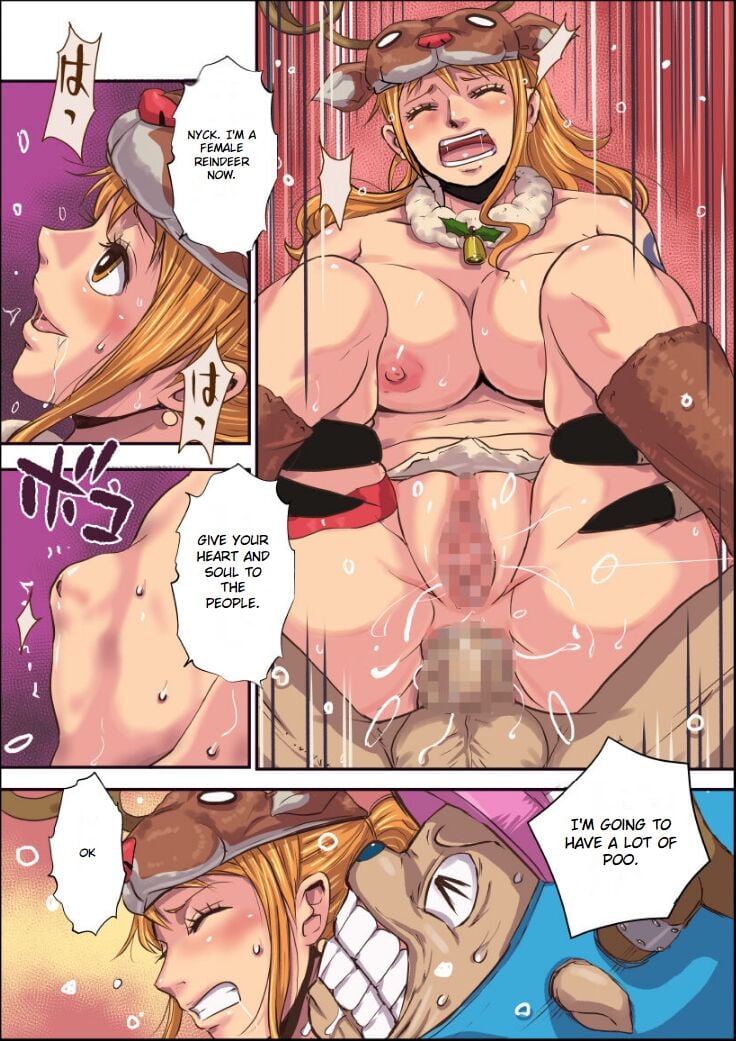 NYCK. I'M A
FEMALE
REINDEER
NOW.
は、
は、
GIVE YOUR
HEART AND
SOUL TO
THE
PEOPLE.
ボコ
I'M GOING TO
HAVE A LOT OF
POO.
OK